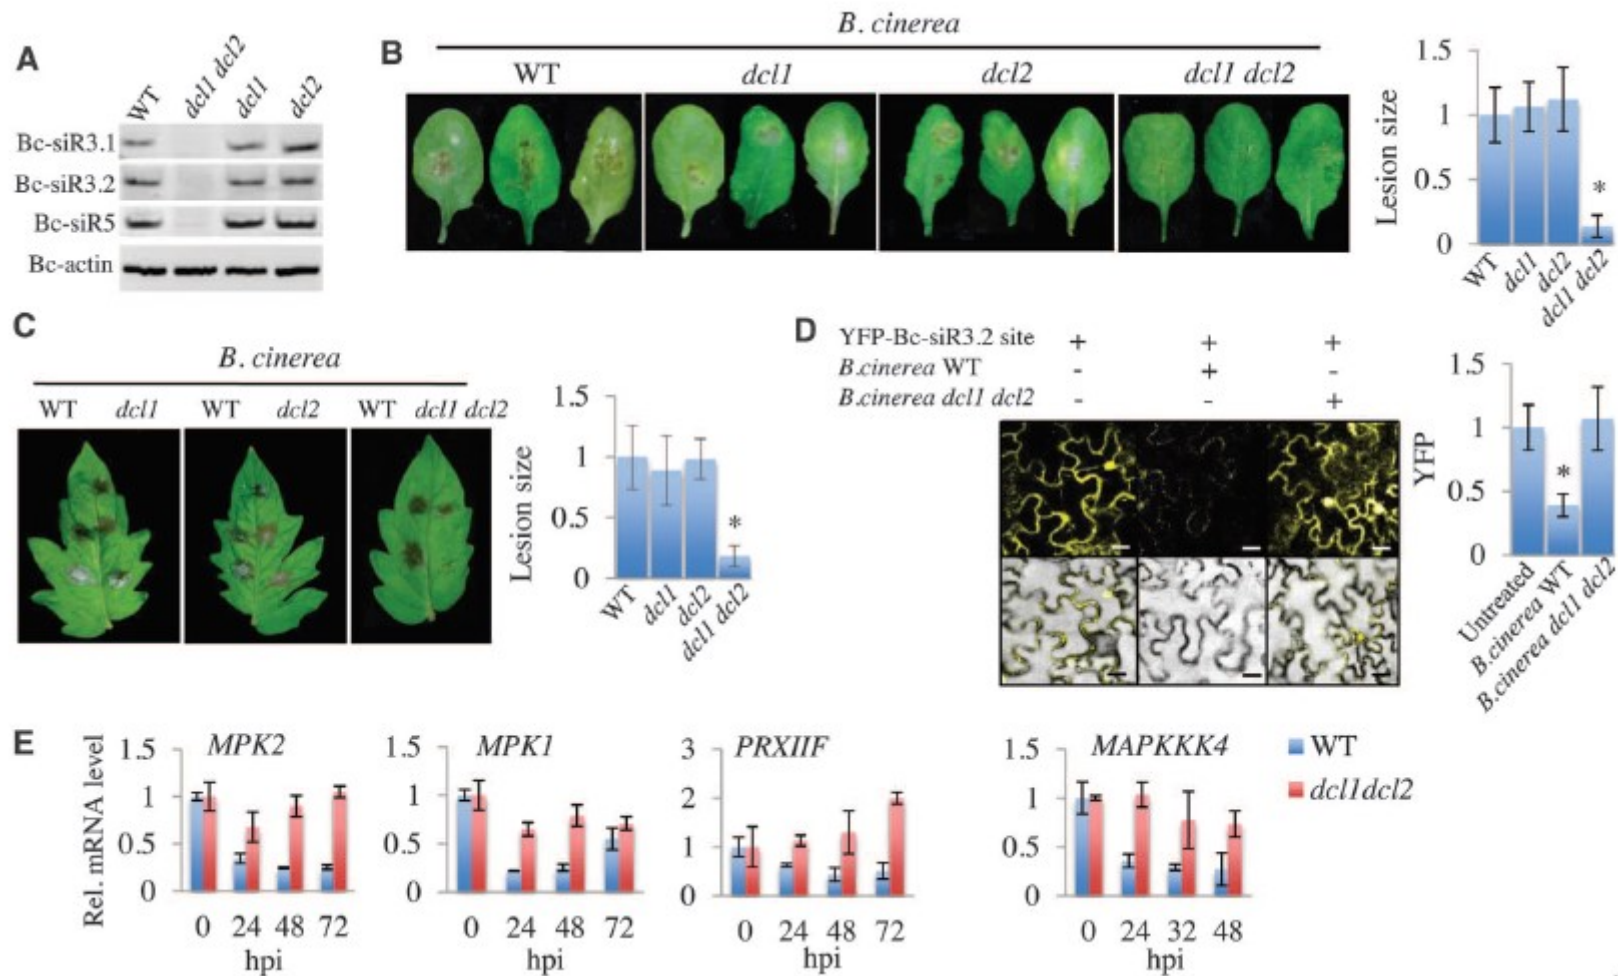 A
WT
dcl1 dcl2
dcl1
dcl2
Bc-siR3.1
Bc-siR3.2
Bc-siR5
Bc-actin
B
B. cinerea
WT dcl1 dcl2 dcl1 dcl2
Lesion size
1.5
1
0.5
0
*
WT
dcl1
dcl2
dcl1 dcl2
C
B. cinerea
WT dcl1 WT dcl2 WT dcl1 dcl2
Lesion size
1.5
1
0.5
0
*
WT
dcl1
dcl2
dcl1 dcl2
D
YFP-Bc-siR3.2 site + + +
B.cinerea WT - + -
B.cinerea dcl1 dcl2 - - +
YFP
1.5
1
0.5
0
*
Untreated
B.cinerea WT
B.cinerea dcl1 dcl2
E
Rel. mRNA level
MPK2
1.5
1
0.5
0
0 24 48 72
hpi
MPK1
1.5
1
0.5
0
0 24 48 72
hpi
PRXIIF
3
2
1
0
0 24 48 72
hpi
MAPKKK4
1.5
1
0.5
0
0 24 32 48
hpi
WT
dcl1dcl2